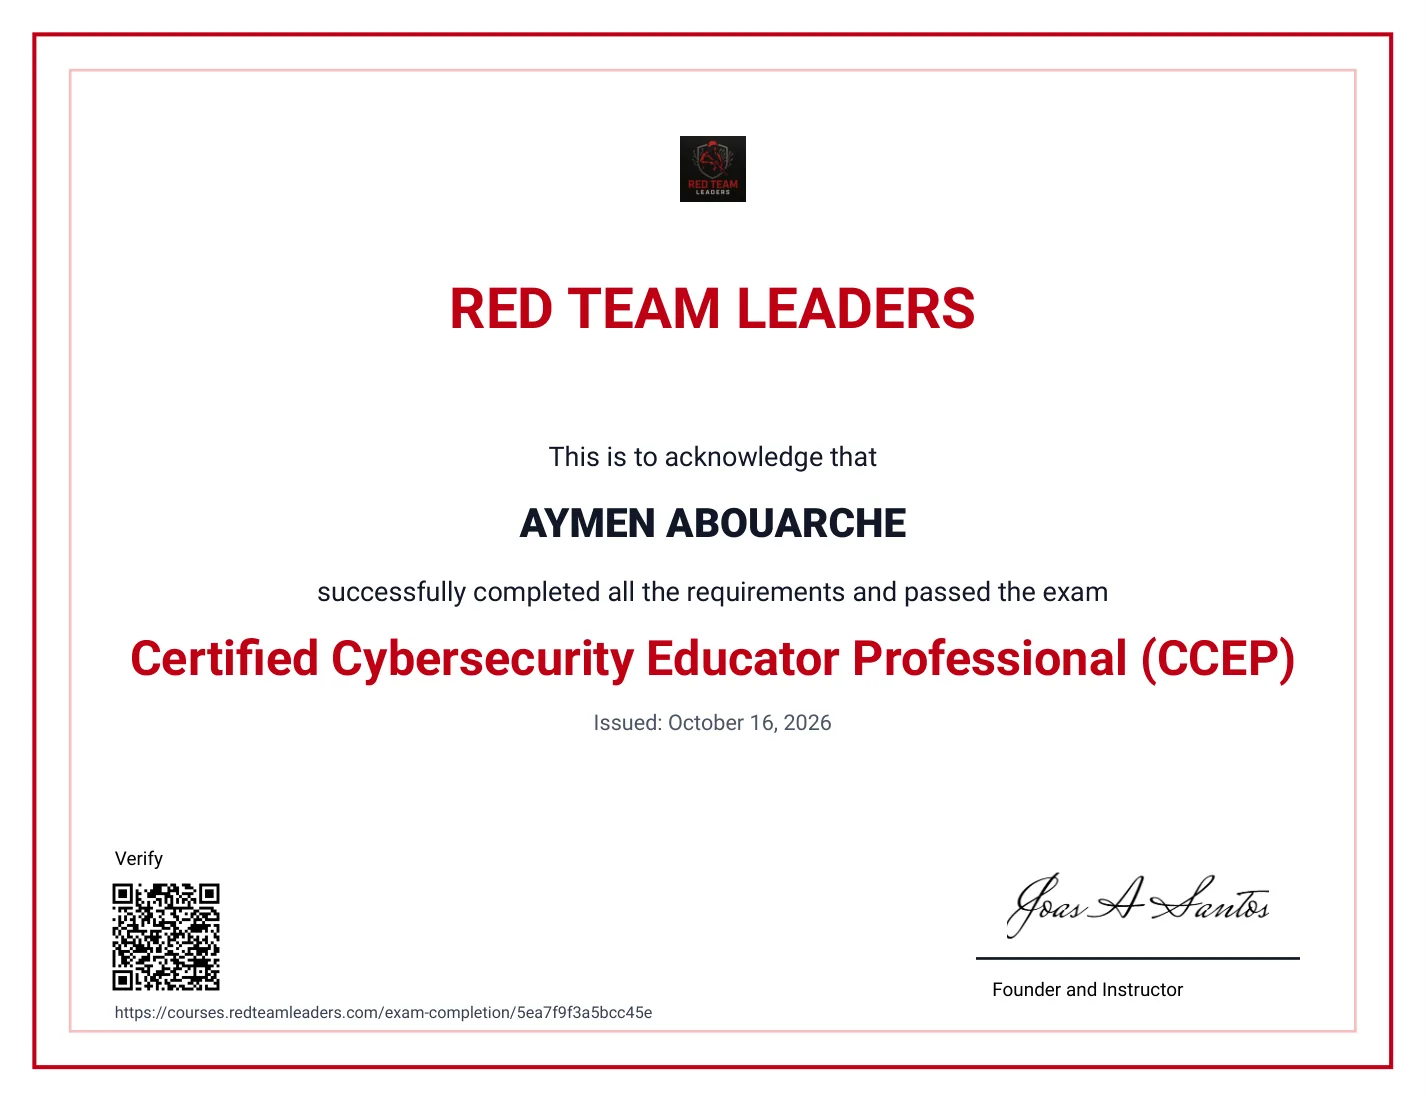 RED TEAM
LEADERS
RED TEAM LEADERS
This is to acknowledge that
AYMEN ABOUARCHE
successfully completed all the requirements and passed the exam
Certified Cybersecurity Educator Professional (CCEP)
Issued: October 16, 2026
Verify
Joas A Santos
Founder and Instructor
https://courses.redteamleaders.com/exam-completion/5ea7f9f3a5bcc45e